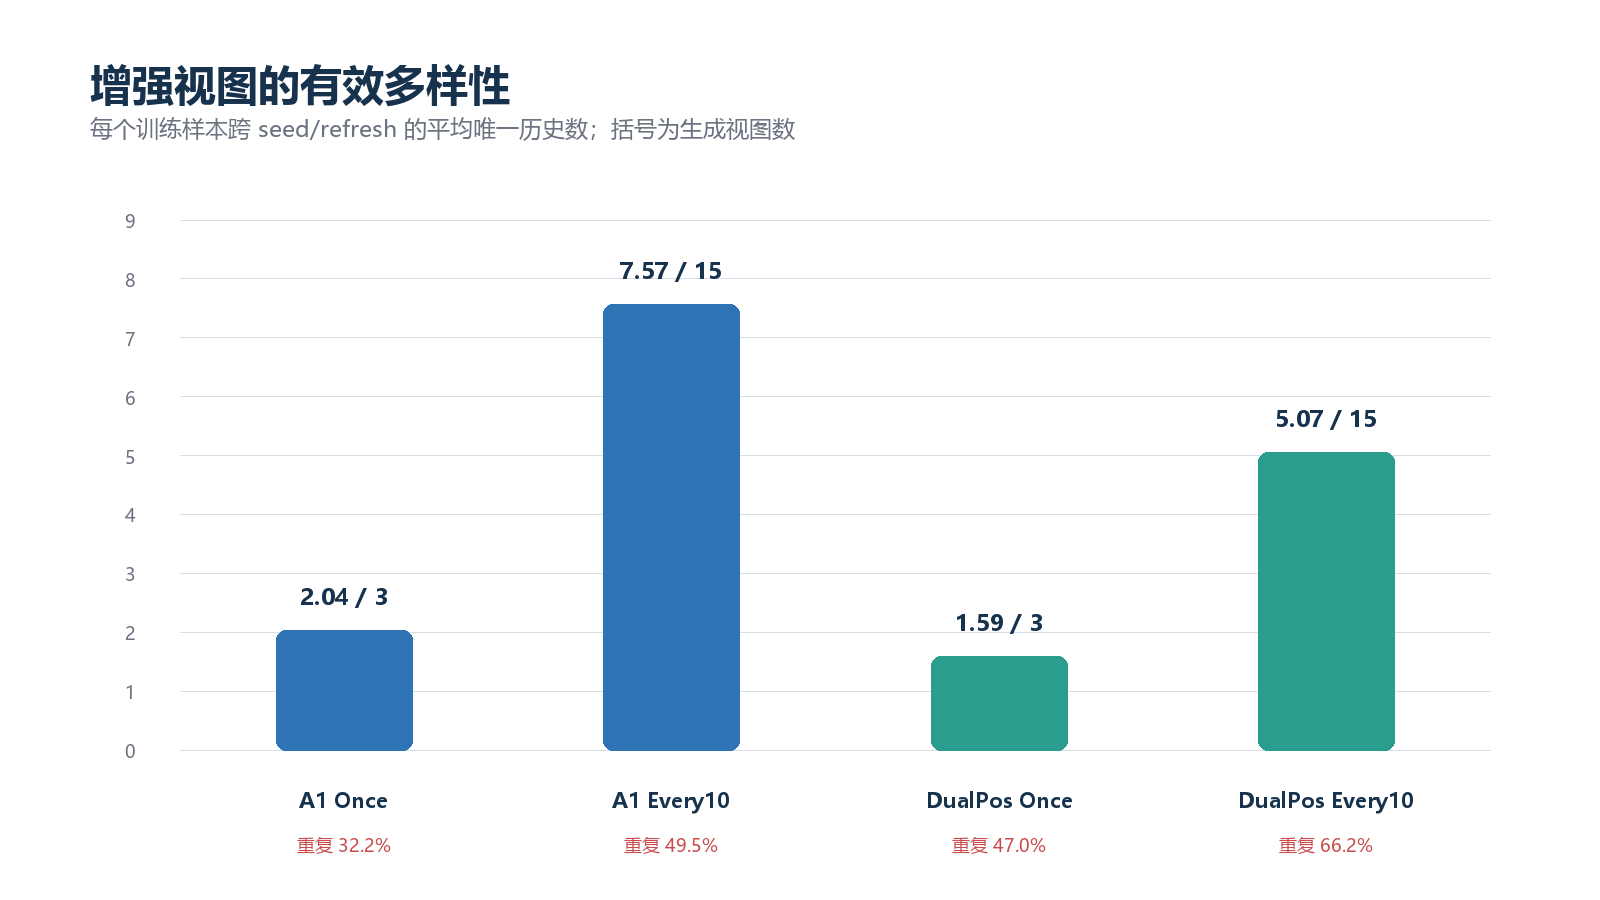 增强视图的有效多样性
每个训练样本跨 seed/refresh 的平均唯一历史数；括号为生成视图数
9
8
7
6
5
4
3
2
1
0
2.04 / 3
7.57 / 15
1.59 / 3
5.07 / 15
A1 Once
A1 Every10
DualPos Once
DualPos Every10
重复 32.2%
重复 49.5%
重复 47.0%
重复 66.2%